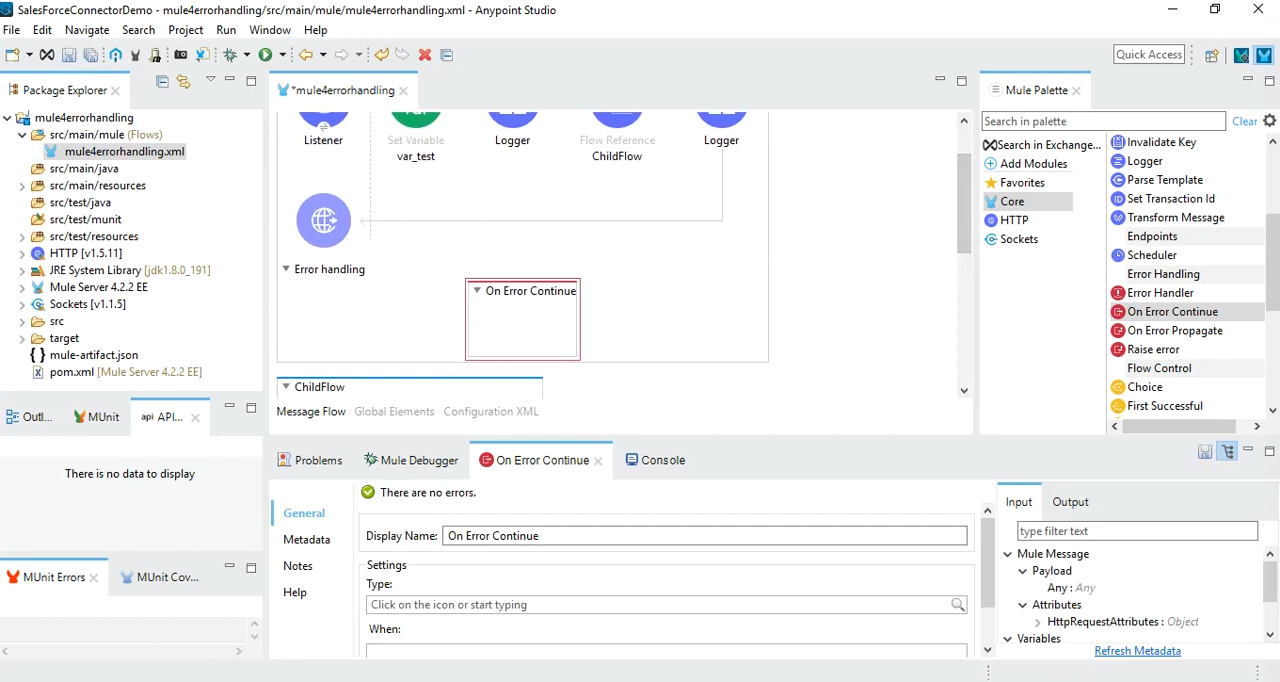 SalesForceConnectorDemo - mule4errorhandling/src/main/mule/mule4errorhandling.xml - Anypoint Studio
File Edit Navigate Search Project Run Window Help
Quick Access
Package Explorer
mule4errorhandling
src/main/mule (Flows)
mule4errorhandling.xml
src/main/java
src/main/resources
src/test/java
src/test/munit
src/test/resources
HTTP [v1.5.11]
JRE System Library [jdk1.8.0_191]
Mule Server 4.2.2 EE
Sockets [v1.1.5]
src
target
mule-artifact.json
pom.xml [Mule Server 4.2.2 EE]
Outl... MUnit api API...
There is no data to display
MUnit Errors MUnit Cov...
*mule4errorhandling
Listener Set Variable Logger Flow Reference Logger
var_test ChildFlow
Error handling
On Error Continue
ChildFlow
Message Flow Global Elements Configuration XML
Mule Palette
Search in palette Clear
Search in Exchange...
Add Modules
Favorites
Core
HTTP
Sockets
Invalidate Key
Logger
Parse Template
Set Transaction Id
Transform Message
Endpoints
Scheduler
Error Handling
Error Handler
On Error Continue
On Error Propagate
Raise error
Flow Control
Choice
First Successful
Problems Mule Debugger On Error Continue Console
General
Metadata
Notes
Help
There are no errors.
Display Name: On Error Continue
Settings
Type:
Click on the icon or start typing
When:
Input Output
type filter text
Mule Message
Payload
Any : Any
Attributes
HttpRequestAttributes : Object
Variables
Refresh Metadata